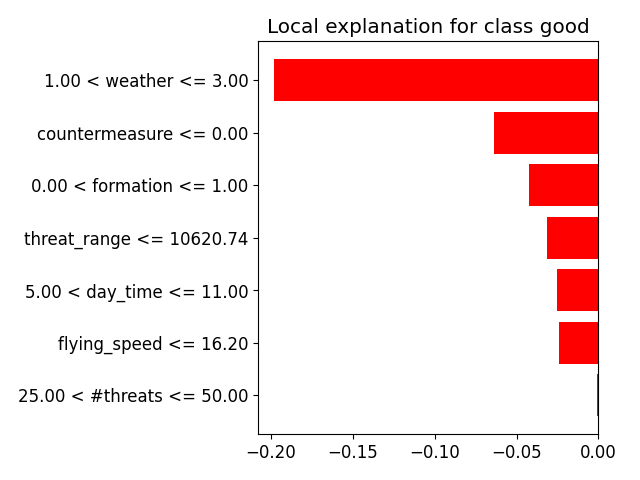 Local explanation for class good
1.00 < weather <= 3.00
countermeasure <= 0.00
0.00 < formation <= 1.00
threat_range <= 10620.74
5.00 < day_time <= 11.00
flying_speed <= 16.20
25.00 < #threats <= 50.00
−0.20 −0.15 −0.10 −0.05 0.00